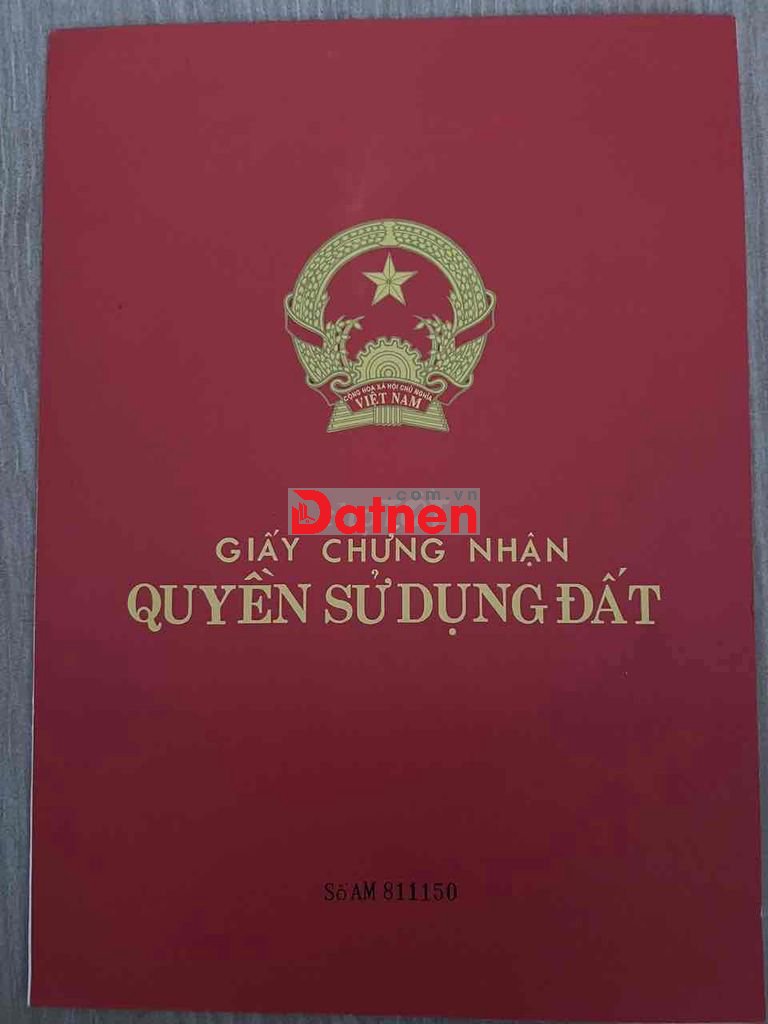 CỘNG HÒA XÃ HỘI CHỦ NGHĨA
VIỆT NAM
.com.vn
Datnen
GIẤY CHỨNG NHẬN
QUYỀN SỬ DỤNG ĐẤT
Số AM 811150